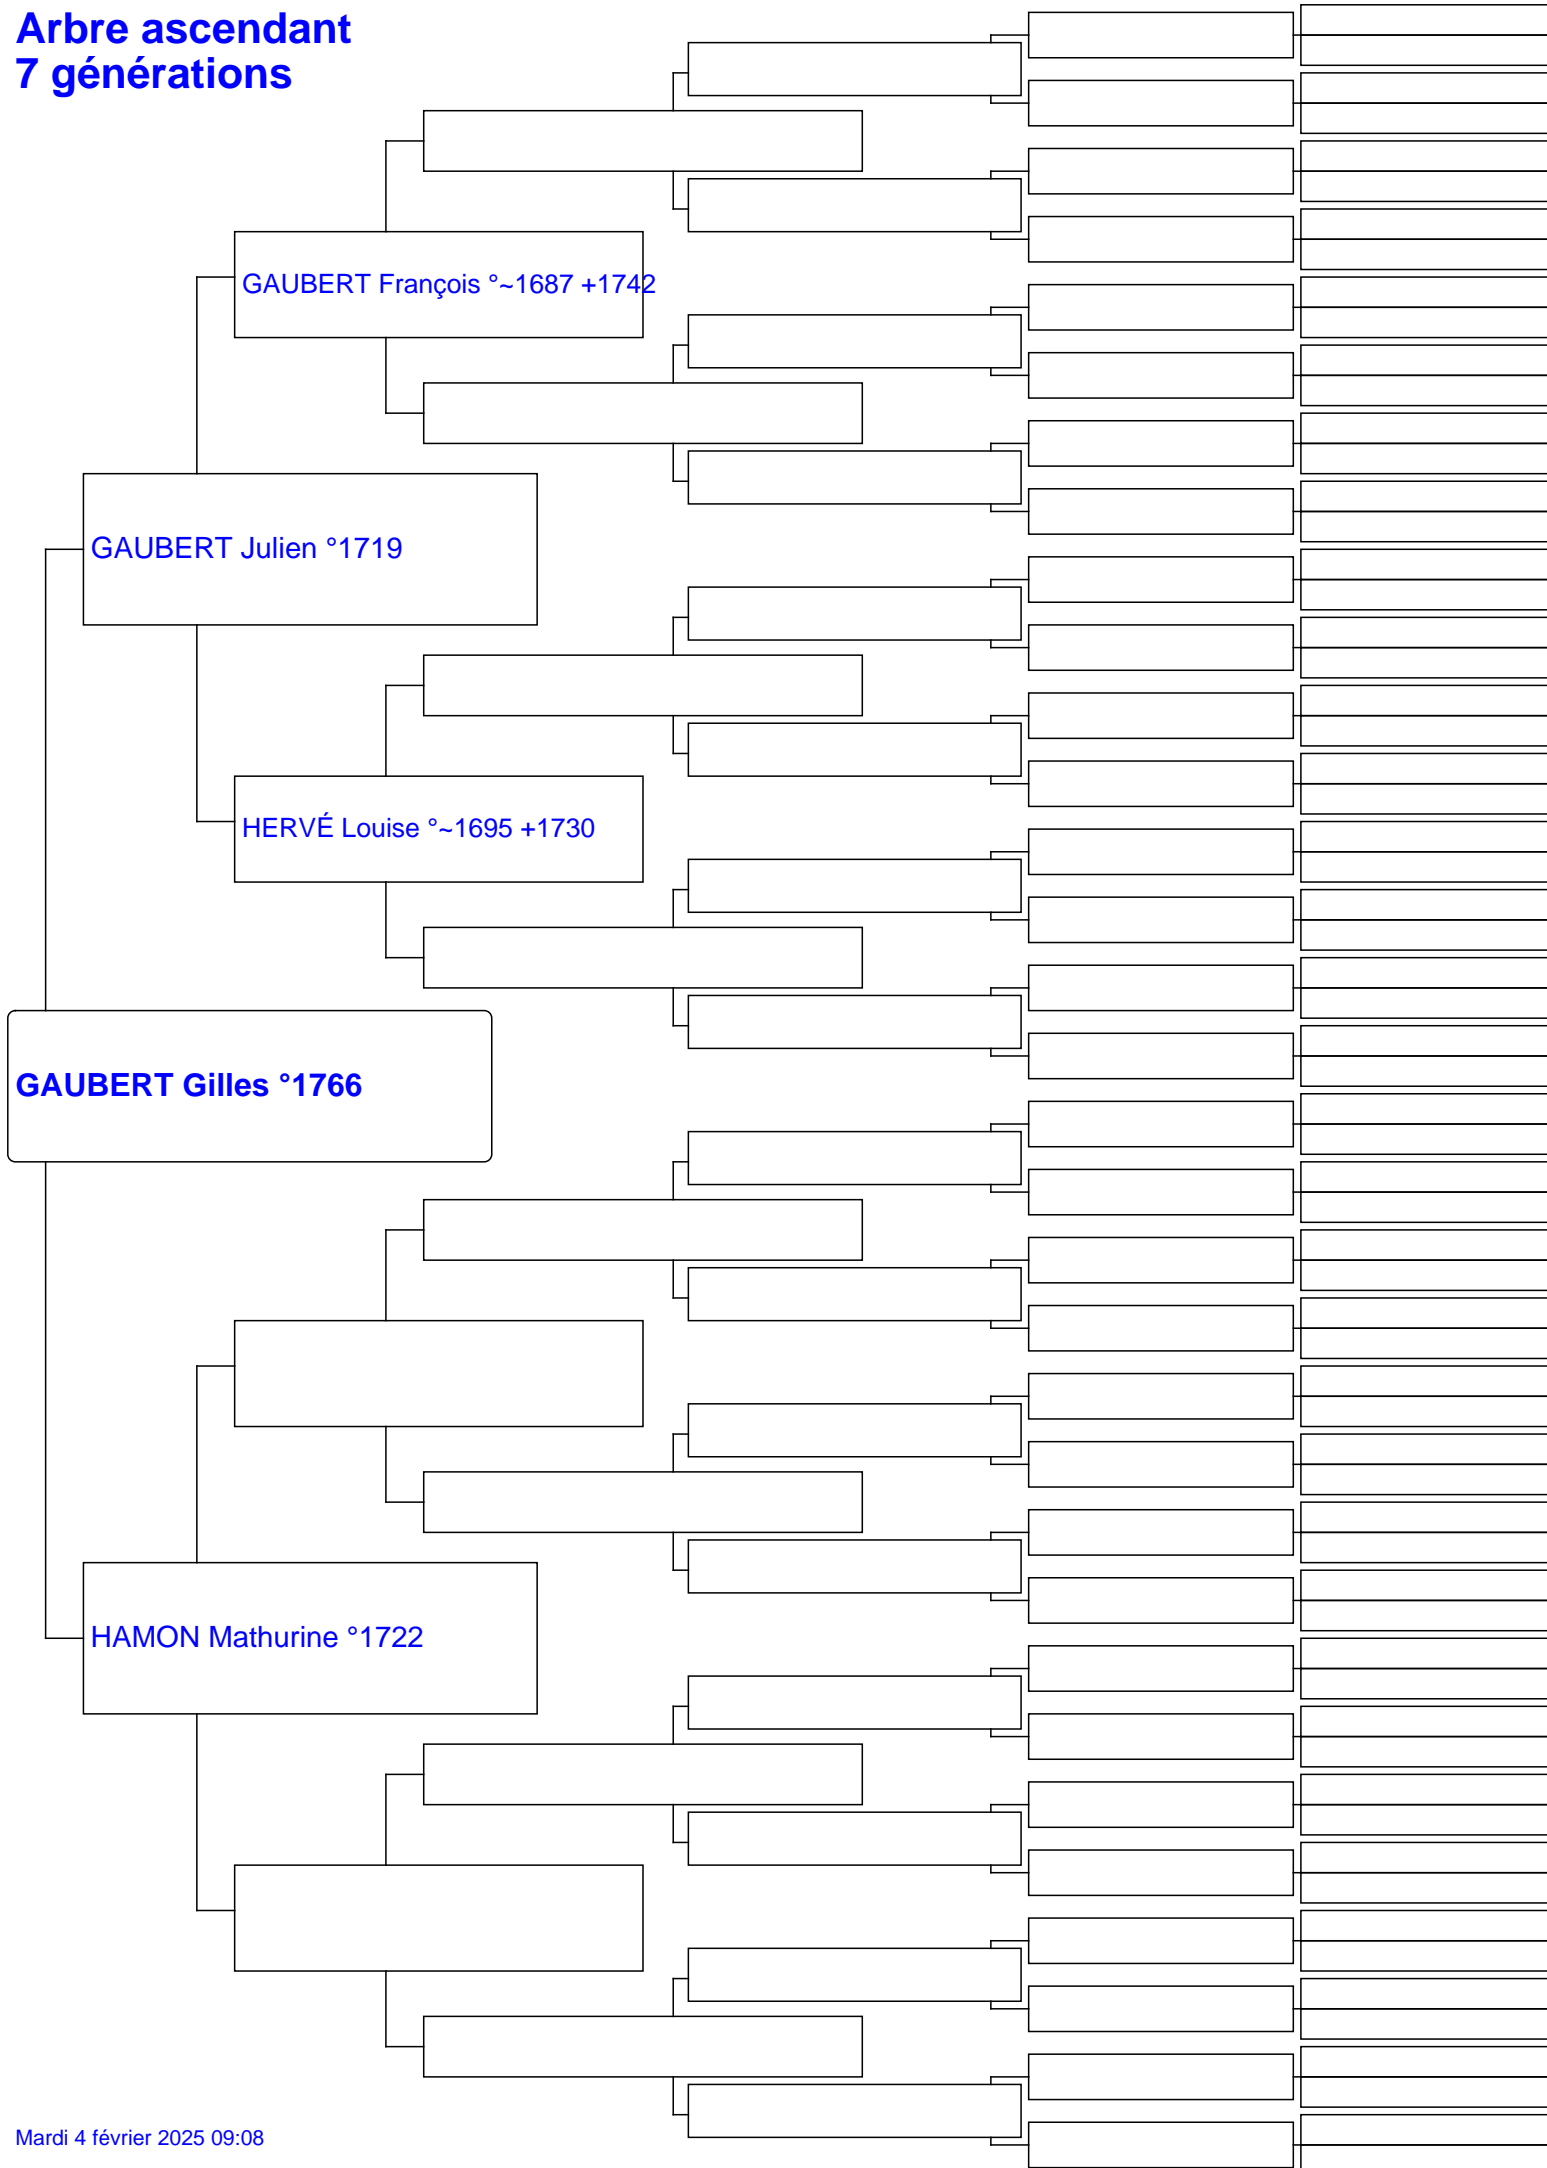 Arbre ascendant
7 générations
GAUBERT François °~1687 +1742
GAUBERT Julien °1719
HERVÉ Louise °~1695 +1730
GAUBERT Gilles °1766
HAMON Mathurine °1722
Mardi 4 février 2025 09:08